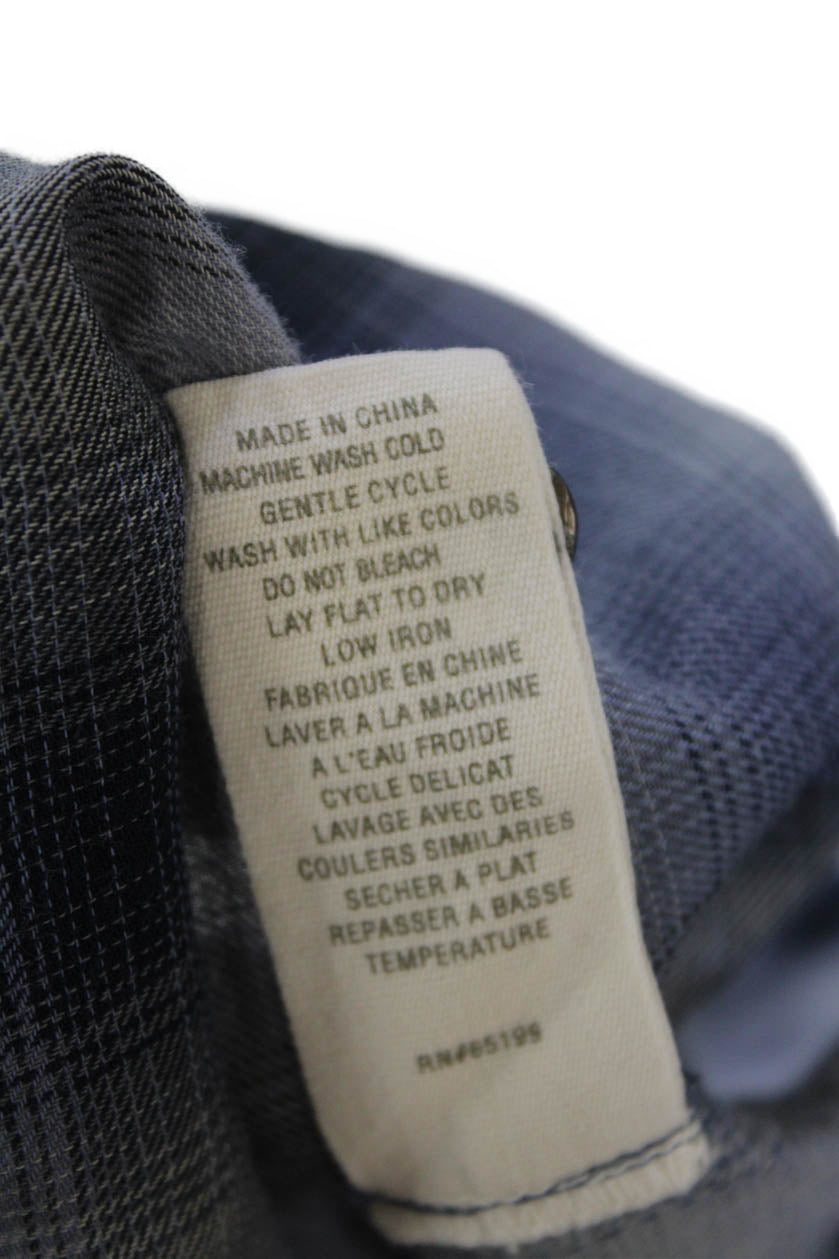 MADE IN CHINA
MACHINE WASH COLD
GENTLE CYCLE
WASH WITH LIKE COLORS
DO NOT BLEACH
LAY FLAT TO DRY
LOW IRON
FABRIQUE EN CHINE
LAVER A LA MACHINE
A L'EAU FROIDE
CYCLE DELICAT
LAVAGE AVEC DES
COULERS SIMILARIES
SECHER A PLAT
REPASSER A BASSE
TEMPERATURE
RN#65199